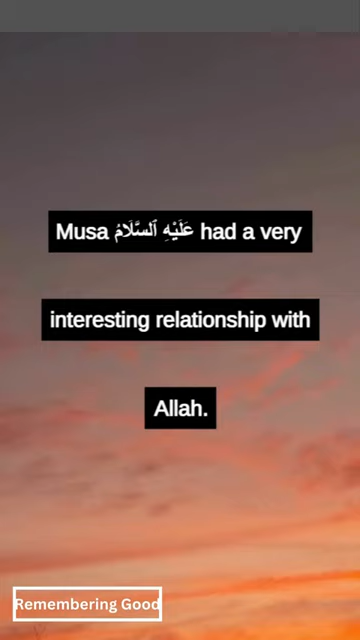 Musa عَلَيْهِ ٱلسَّلَامُ had a very
interesting relationship with
Allah.
Remembering Good